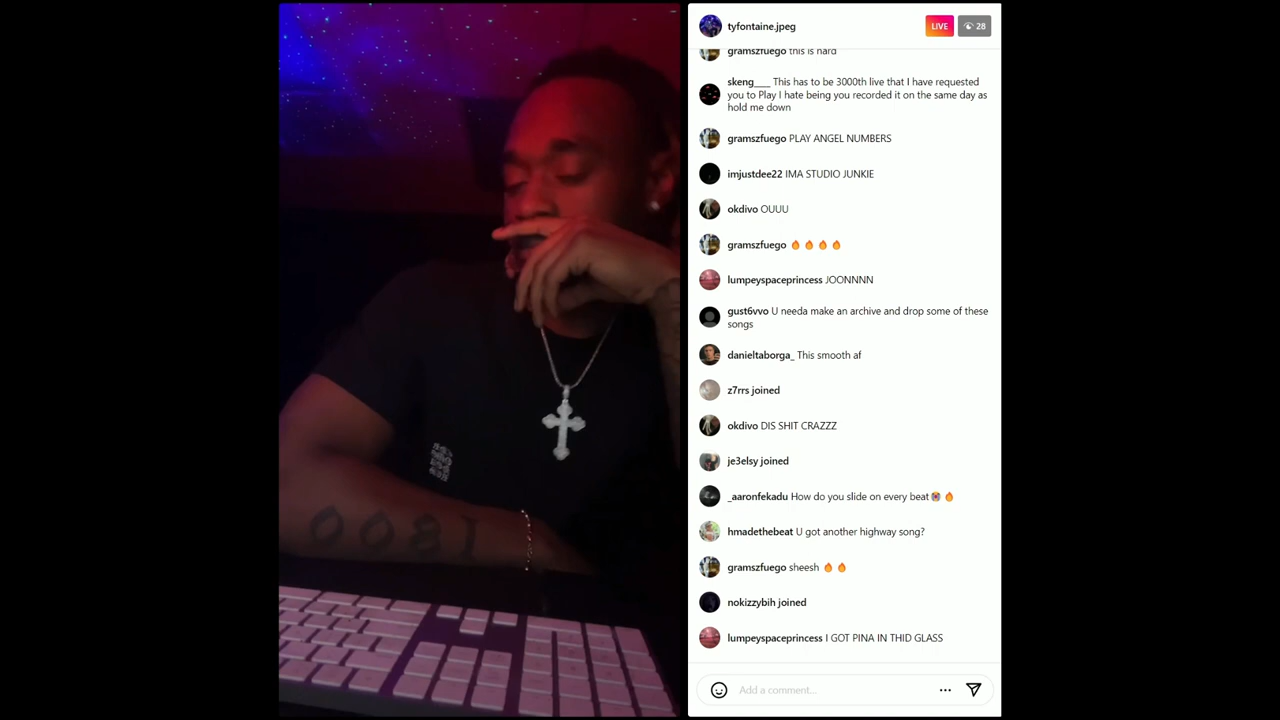 tyfontaine.jpeg
LIVE
28
gramszfuego this is hard
skeng___ This has to be 3000th live that I have requested
you to Play I hate being you recorded it on the same day as
hold me down
gramszfuego PLAY ANGEL NUMBERS
imjustdee22 IMA STUDIO JUNKIE
okdivo OUUU
gramszfuego 🔥 🔥 🔥 🔥
lumpeyspaceprincess JOONNNN
gust6vvo U needa make an archive and drop some of these
songs
danieltaborga_ This smooth af
z7rrs joined
okdivo DIS SHIT CRAZZZ
je3elsy joined
_aaronfekadu How do you slide on every beat😭 🔥
hmadethebeat U got another highway song?
gramszfuego sheesh 🔥 🔥
nokizzybih joined
lumpeyspaceprincess I GOT PINA IN THID GLASS
Add a comment...
0081